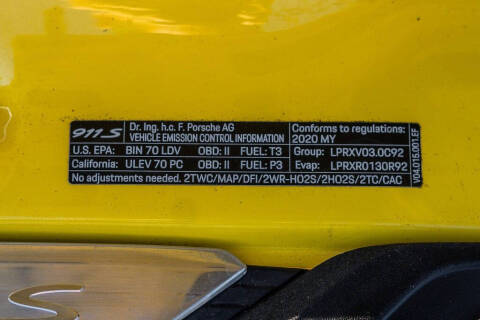 911 S Dr. Ing. h.c. F. Porsche AG
VEHICLE EMISSION CONTROL INFORMATION
Conforms to regulations:
2020 MY
U.S. EPA: BIN 70 LDV OBD: II FUEL: T3 Group: LPRXV03.0C92
California: ULEV 70 PC OBD: II FUEL: P3 Evap: LPRXR0130R92
No adjustments needed. 2TWC/MAP/DFI/2WR-HO2S/2HO2S/2TC/CAC
V04.015.001.EF
S